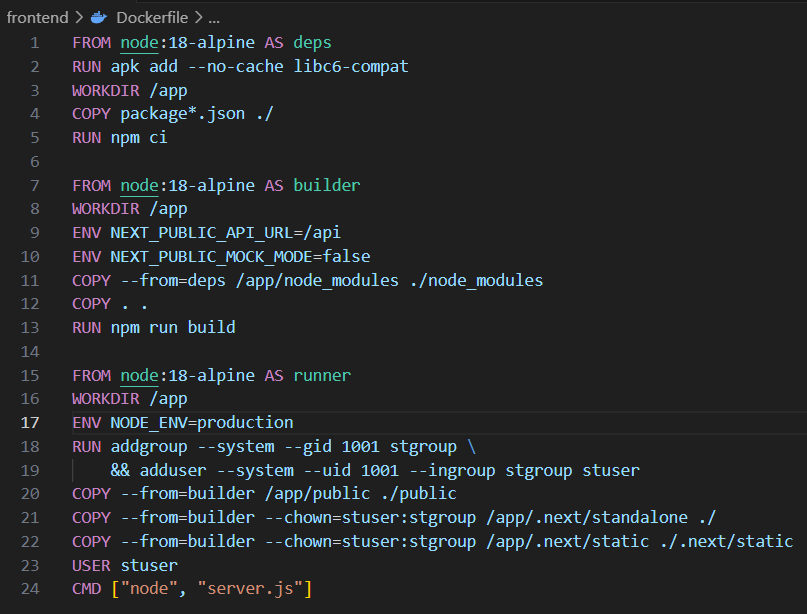 frontend > Dockerfile > ...
1 FROM node:18-alpine AS deps
2 RUN apk add --no-cache libc6-compat
3 WORKDIR /app
4 COPY package*.json ./
5 RUN npm ci
6
7 FROM node:18-alpine AS builder
8 WORKDIR /app
9 ENV NEXT_PUBLIC_API_URL=/api
10 ENV NEXT_PUBLIC_MOCK_MODE=false
11 COPY --from=deps /app/node_modules ./node_modules
12 COPY . .
13 RUN npm run build
14
15 FROM node:18-alpine AS runner
16 WORKDIR /app
17 ENV NODE_ENV=production
18 RUN addgroup --system --gid 1001 stgroup \
19     && adduser --system --uid 1001 --ingroup stgroup stuser
20 COPY --from=builder /app/public ./public
21 COPY --from=builder --chown=stuser:stgroup /app/.next/standalone ./
22 COPY --from=builder --chown=stuser:stgroup /app/.next/static ./.next/static
23 USER stuser
24 CMD ["node", "server.js"]